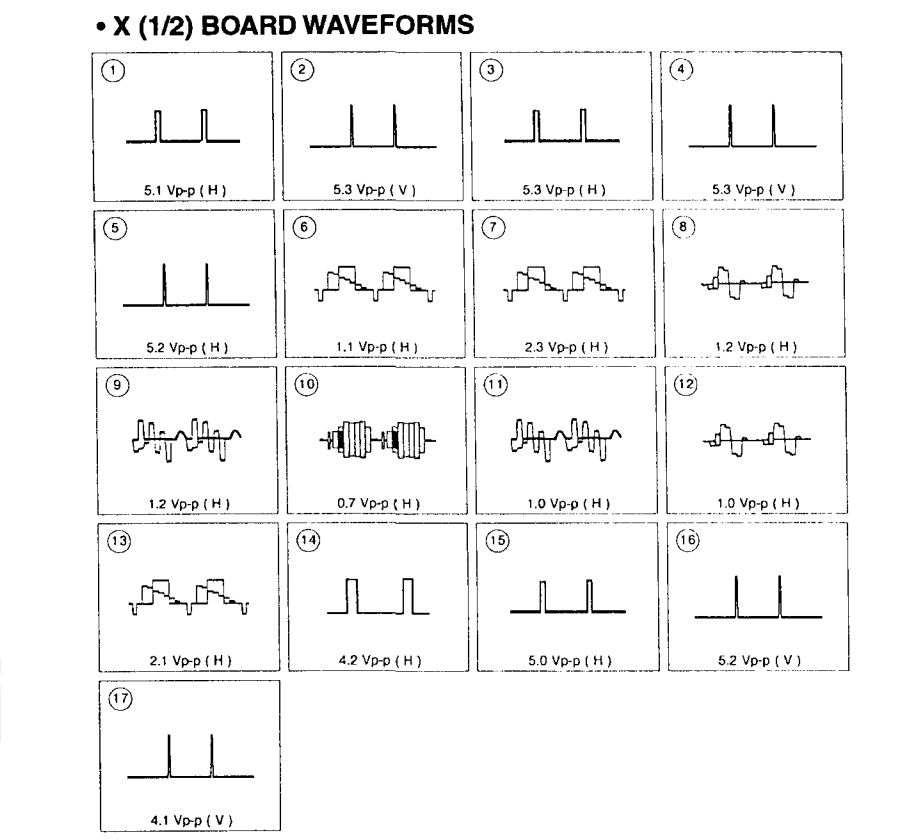 • X (1/2) BOARD WAVEFORMS
1 2 3 4
5.1 Vp-p ( H ) 5.3 Vp-p ( V ) 5.3 Vp-p ( H ) 5.3 Vp-p ( V )
5 6 7 8
5.2 Vp-p ( H ) 1.1 Vp-p ( H ) 2.3 Vp-p ( H ) 1.2 Vp-p ( H )
9 10 11 12
1.2 Vp-p ( H ) 0.7 Vp-p ( H ) 1.0 Vp-p ( H ) 1.0 Vp-p ( H )
13 14 15 16
2.1 Vp-p ( H ) 4.2 Vp-p ( H ) 5.0 Vp-p ( H ) 5.2 Vp-p ( V )
17
4.1 Vp-p ( V )